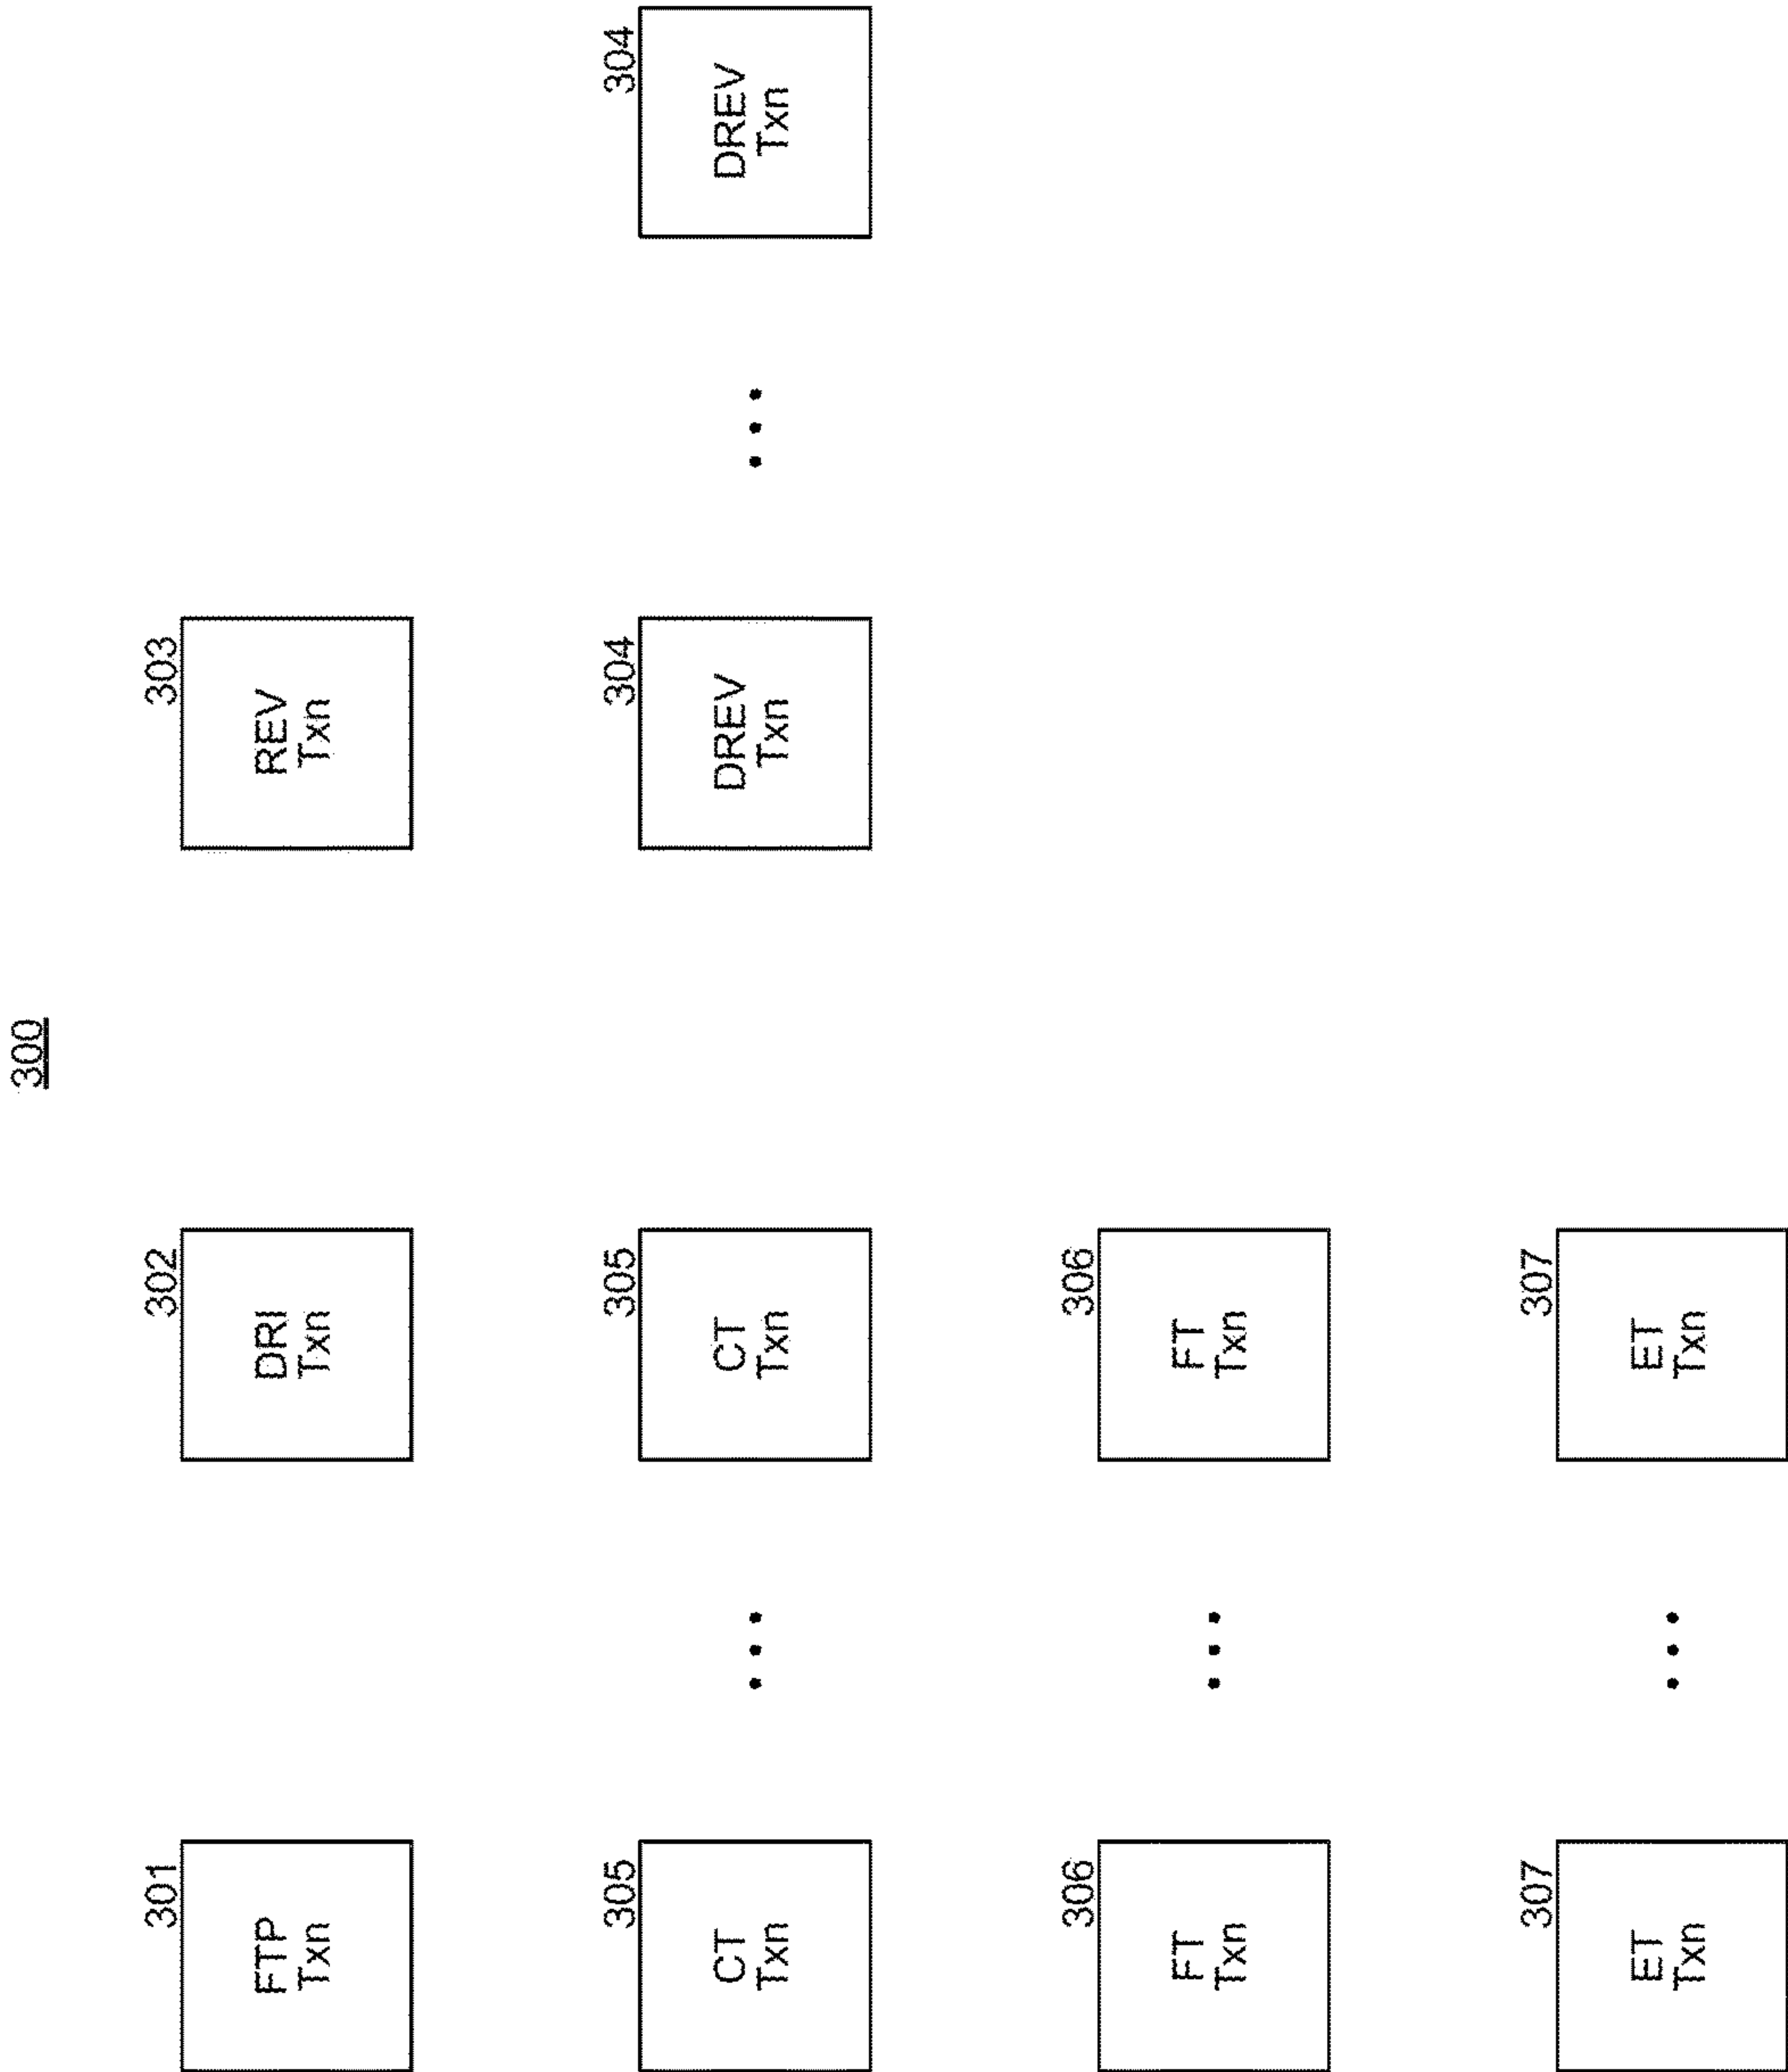 300
301
FTP
Txn
302
DRI
Txn
303
REV
Txn
305
CT
Txn
...
305
CT
Txn
304
DREV
Txn
...
304
DREV
Txn
306
FT
Txn
...
306
FT
Txn
307
ET
Txn
...
307
ET
Txn